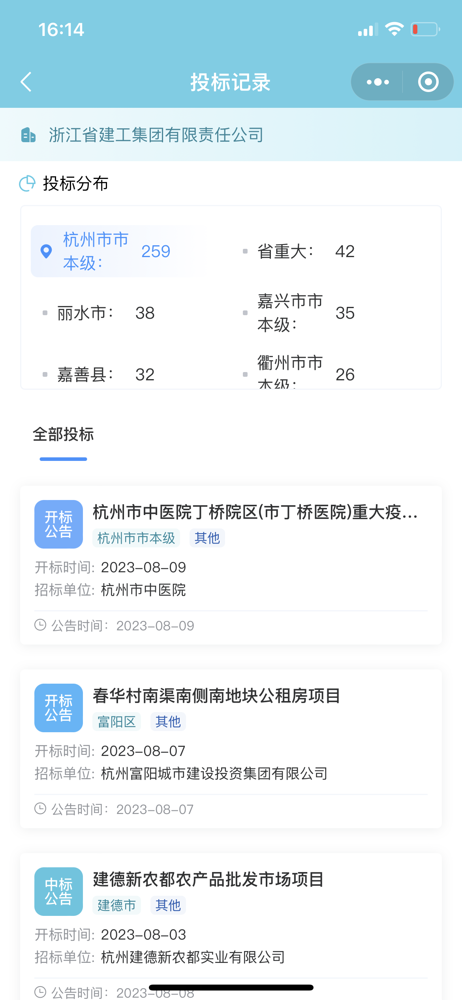 16:14
投标记录
浙江省建工集团有限责任公司
投标分布
杭州市市本级： 259
省重大： 42
丽水市： 38
嘉兴市市本级： 35
嘉善县： 32
衢州市市本级： 26
全部投标
开标公告
杭州市中医院丁桥院区(市丁桥医院)重大疫...
杭州市市本级 其他
开标时间: 2023-08-09
招标单位: 杭州市中医院
公告时间： 2023-08-09
开标公告
春华村南渠南侧南地块公租房项目
富阳区 其他
开标时间: 2023-08-07
招标单位: 杭州富阳城市建设投资集团有限公司
公告时间： 2023-08-07
中标公告
建德新农都农产品批发市场项目
建德市 其他
开标时间: 2023-08-03
招标单位: 杭州建德新农都实业有限公司
公告时间： 2023-08-08